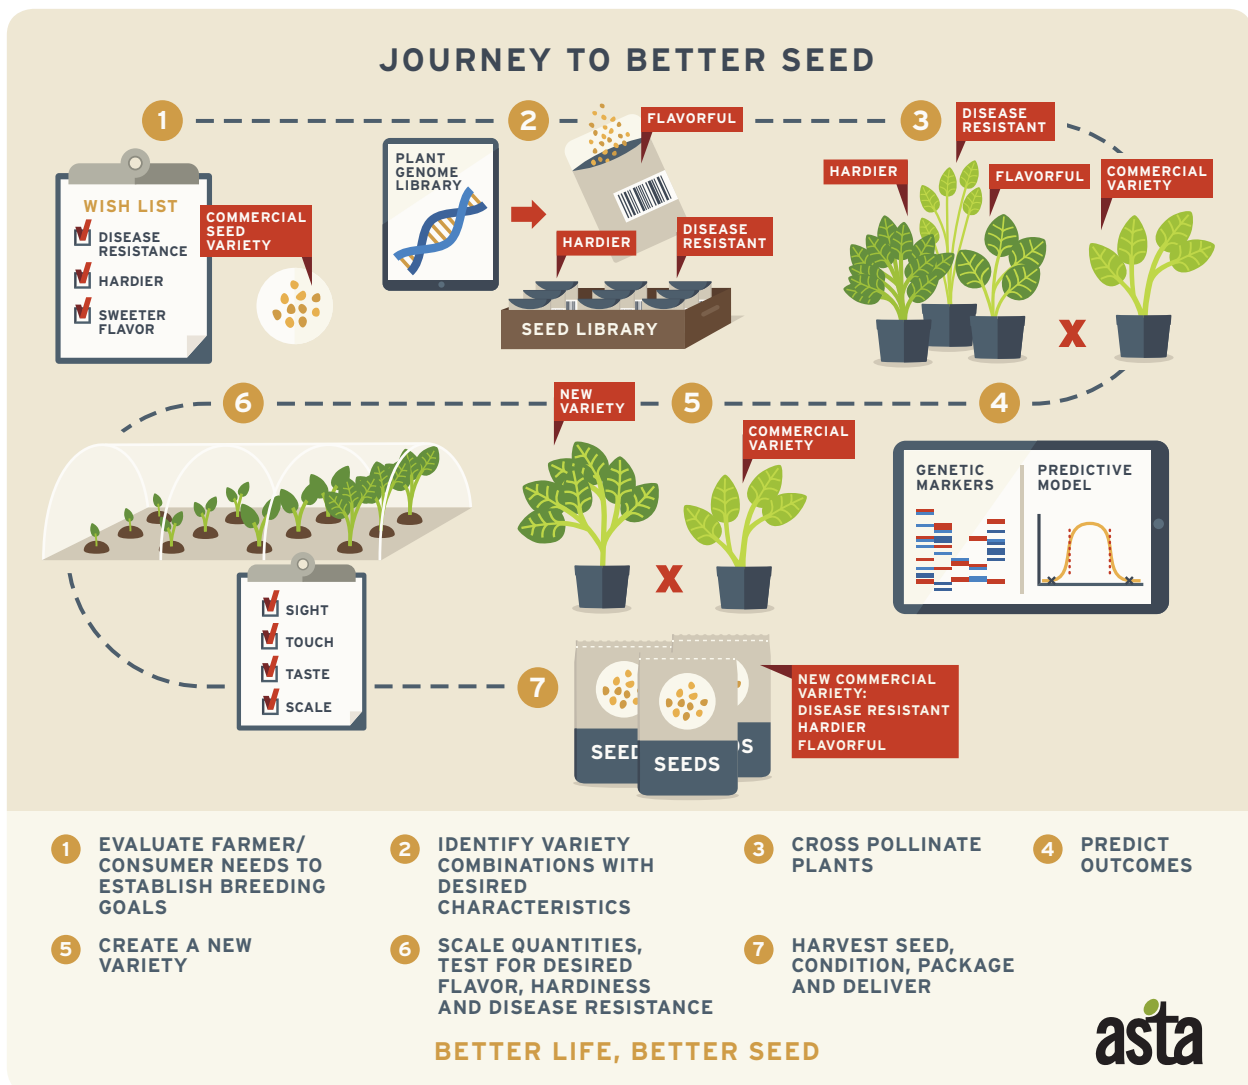 JOURNEY TO BETTER SEED
1
WISH LIST
DISEASE
RESISTANCE
HARDIER
SWEETER
FLAVOR
COMMERCIAL
SEED
VARIETY
2
PLANT
GENOME
LIBRARY
FLAVORFUL
HARDIER
DISEASE
RESISTANT
SEED LIBRARY
3
HARDIER
DISEASE
RESISTANT
FLAVORFUL
X
COMMERCIAL
VARIETY
4
GENETIC
MARKERS
PREDICTIVE
MODEL
5
NEW
VARIETY
X
COMMERCIAL
VARIETY
6
SIGHT
TOUCH
TASTE
SCALE
7
SEED
SEEDS
DS
NEW COMMERCIAL
VARIETY:
DISEASE RESISTANT
HARDIER
FLAVORFUL
1 EVALUATE FARMER/
CONSUMER NEEDS TO
ESTABLISH BREEDING
GOALS
2 IDENTIFY VARIETY
COMBINATIONS WITH
DESIRED
CHARACTERISTICS
3 CROSS POLLINATE
PLANTS
4 PREDICT
OUTCOMES
5 CREATE A NEW
VARIETY
6 SCALE QUANTITIES,
TEST FOR DESIRED
FLAVOR, HARDINESS
AND DISEASE RESISTANCE
7 HARVEST SEED,
CONDITION, PACKAGE
AND DELIVER
BETTER LIFE, BETTER SEED
asta